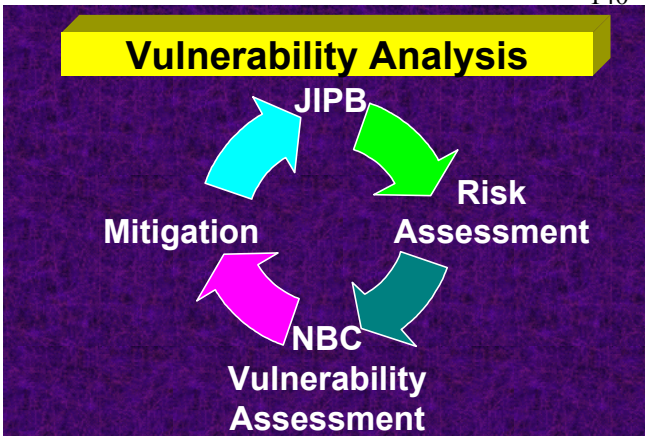 Vulnerability Analysis
JIPB
Risk
Assessment
Mitigation
NBC
Vulnerability
Assessment